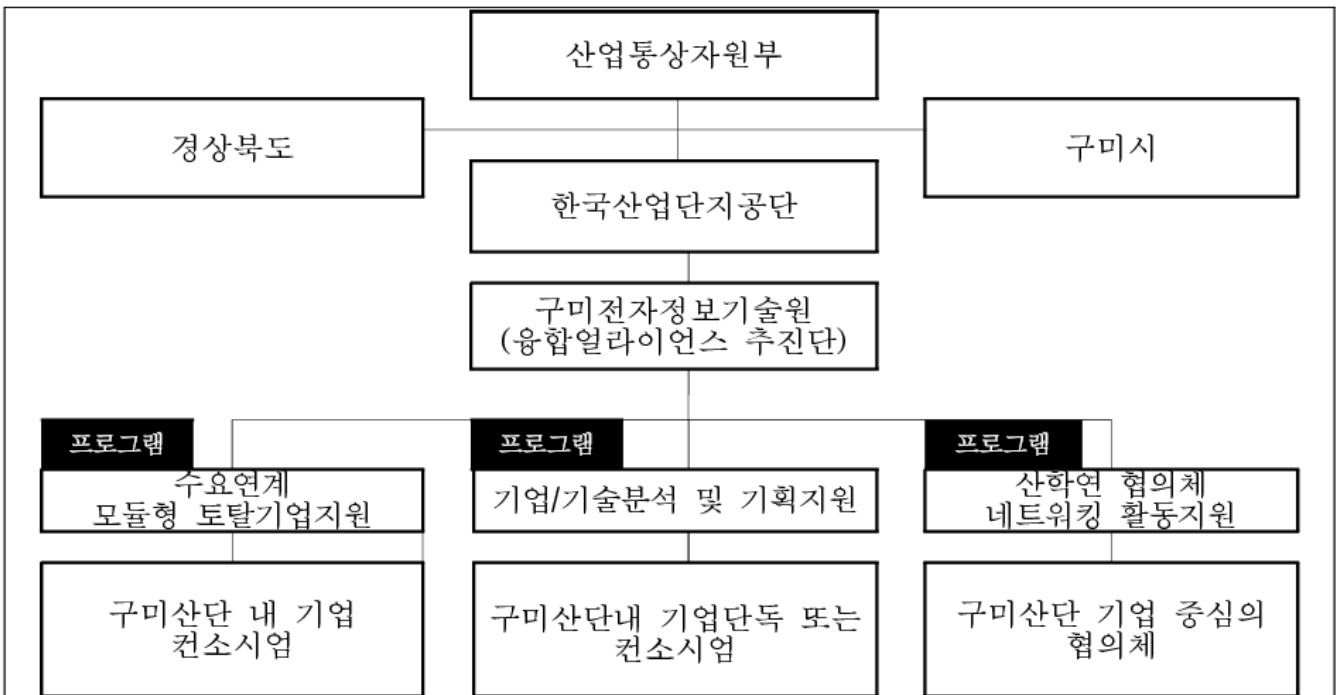 산업통상자원부
경상북도
구미시
한국산업단지공단
구미전자정보기술원
(융합얼라이언스 추진단)
프로그램
프로그램
프로그램
수요연계
모듈형 토탈기업지원
기업/기술분석 및 기획지원
산학연 협의체
네트워킹 활동지원
구미산단 내 기업
컨소시엄
구미산단내 기업단독 또는
컨소시엄
구미산단 기업 중심의
협의체